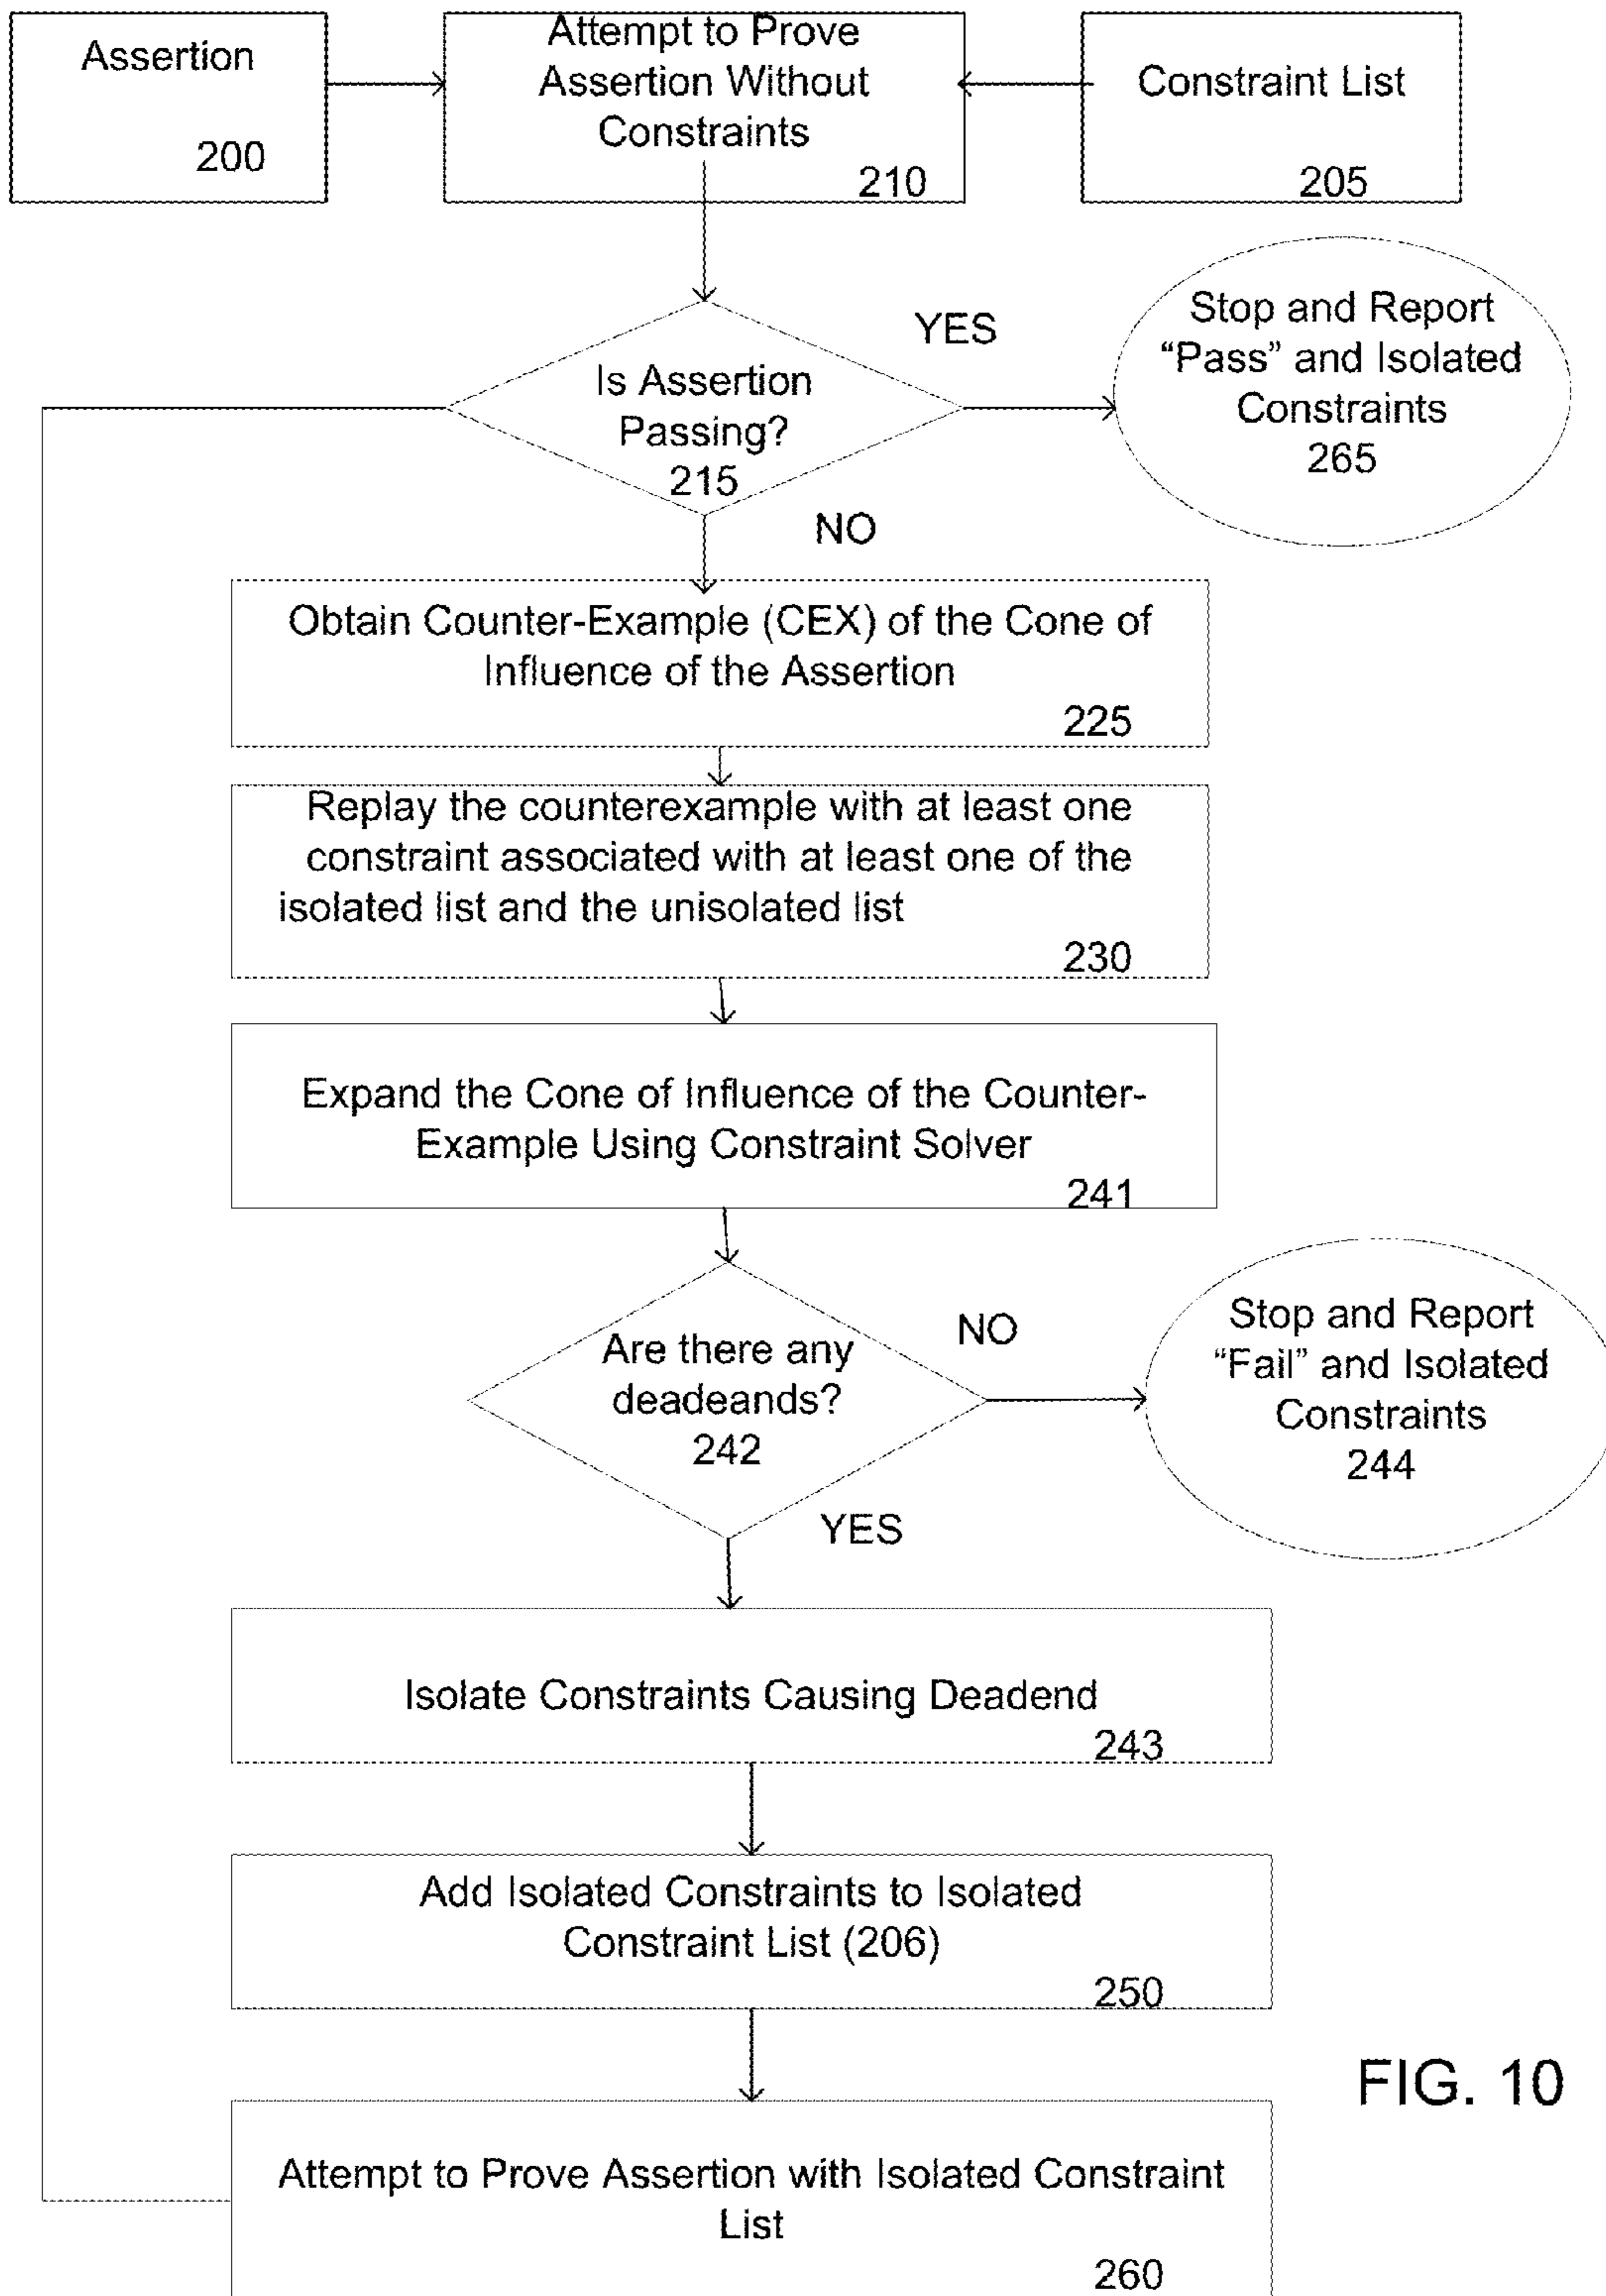 Assertion
200
Attempt to Prove
Assertion Without
Constraints
210
Constraint List
205
Is Assertion
Passing?
215
YES
Stop and Report
“Pass” and Isolated
Constraints
265
NO
Obtain Counter-Example (CEX) of the Cone of
Influence of the Assertion
225
Replay the counterexample with at least one
constraint associated with at least one of the
isolated list and the unisolated list
230
Expand the Cone of Influence of the Counter-
Example Using Constraint Solver
241
Are there any
deadeands?
242
NO
Stop and Report
“Fail” and Isolated
Constraints
244
YES
Isolate Constraints Causing Deadend
243
Add Isolated Constraints to Isolated
Constraint List (206)
250
Attempt to Prove Assertion with Isolated Constraint
List
260
FIG. 10